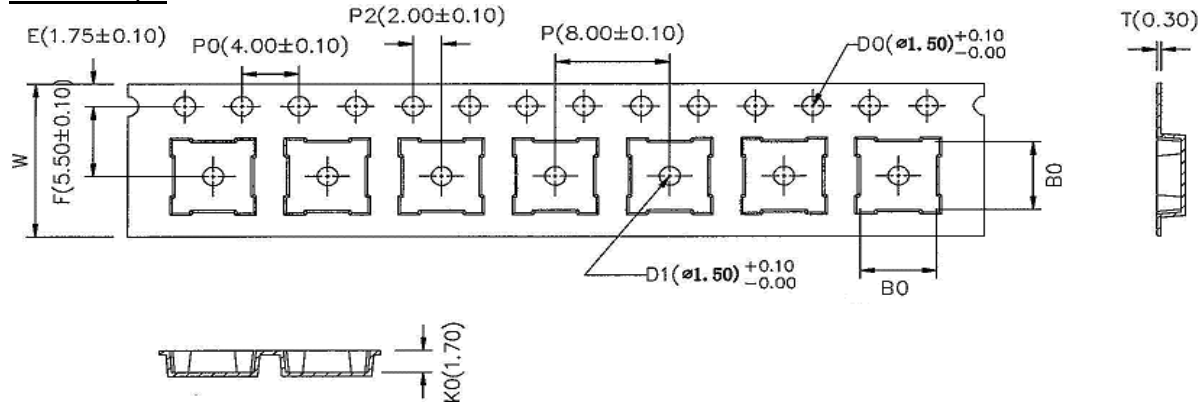 P2(2.00±0.10)
T(0.30)
E(1.75±0.10)
P0(4.00±0.10)
P(8.00±0.10)
D0(ø1.50)+0.10 -0.00
W
F(5.50±0.10)
B0
D1(ø1.50)+0.10 -0.00
B0
K0(1.70)